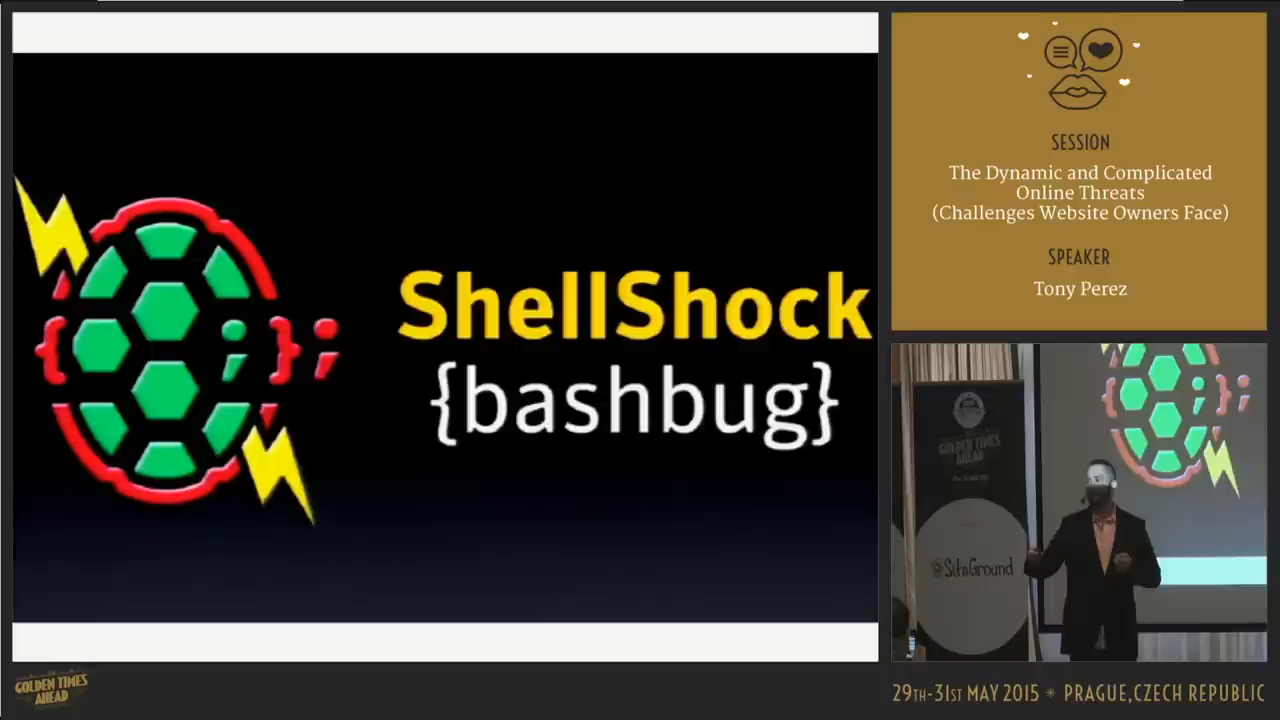 ShellShock
{bashbug}
SESSION
The Dynamic and Complicated
Online Threats
(Challenges Website Owners Face)
SPEAKER
Tony Perez
GOLDEN TIMES
AHEAD
SiteGround
GOLDEN TIMES
AHEAD
29TH-31ST MAY 2015 * PRAGUE,CZECH REPUBLIC